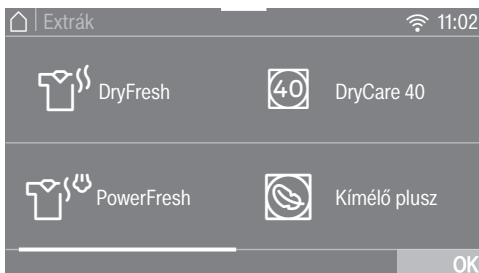 Extrák 11:02
DryFresh
40 DryCare 40
PowerFresh
Kímélő plusz
OK